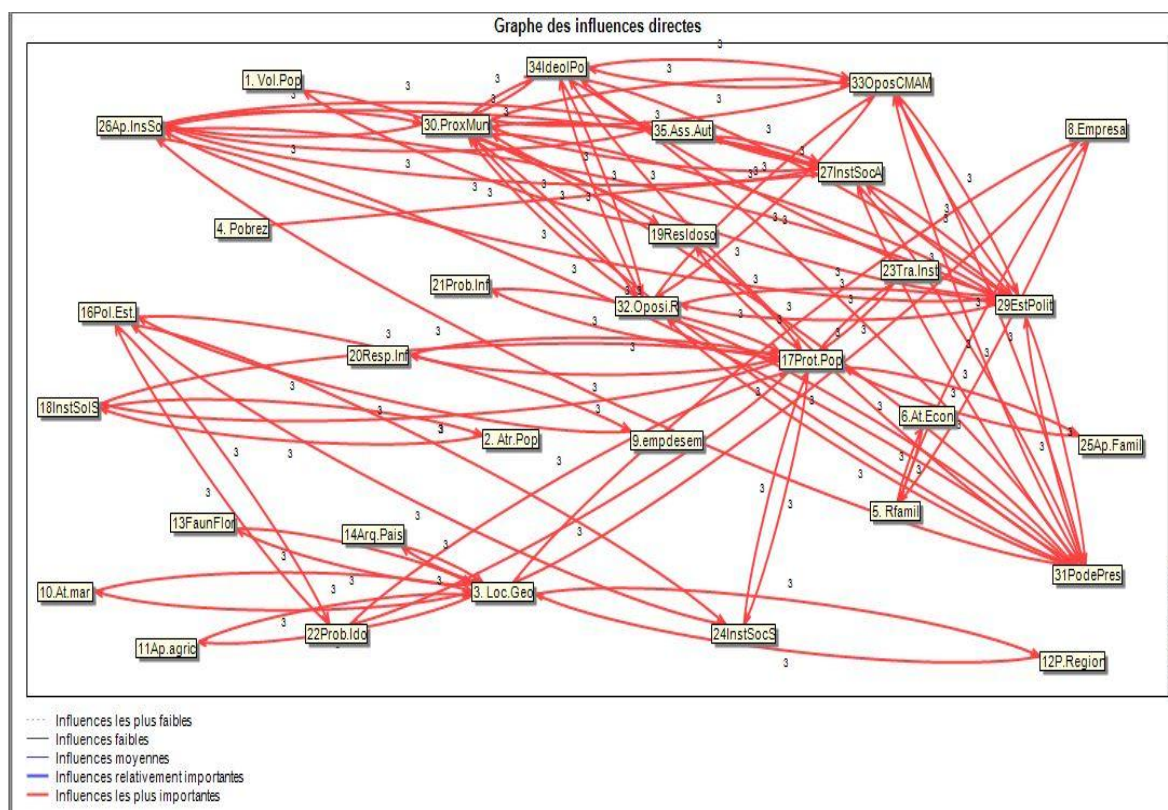 Graphe des influences directes
34IdeolPo
1. Vol.Pop
33OposCMAM
26Ap.InsSo
30.ProxMun
35.Ass.Aut
8.Empresa
27InstSocA
4. Pobrez
19ResIdoso
23Tra.Inst
21Prob.Inf
32.Oposi.R
29EstPolit
16Pol.Est.
20Resp.Inf
17Prot.Pop
18InstSolS
2. Atr.Pop
9.empdesem
6.At.Econ
25Ap.Famil
5. Rfamil
13FaunFlor
14Arq.Pais
31PodePres
10.At.mar
3. Loc.Geo
22Prob.Ido
24InstSocS
11Ap.agric
12P.Region
Influences les plus faibles
Influences faibles
Influences moyennes
Influences relativement importantes
Influences les plus importantes